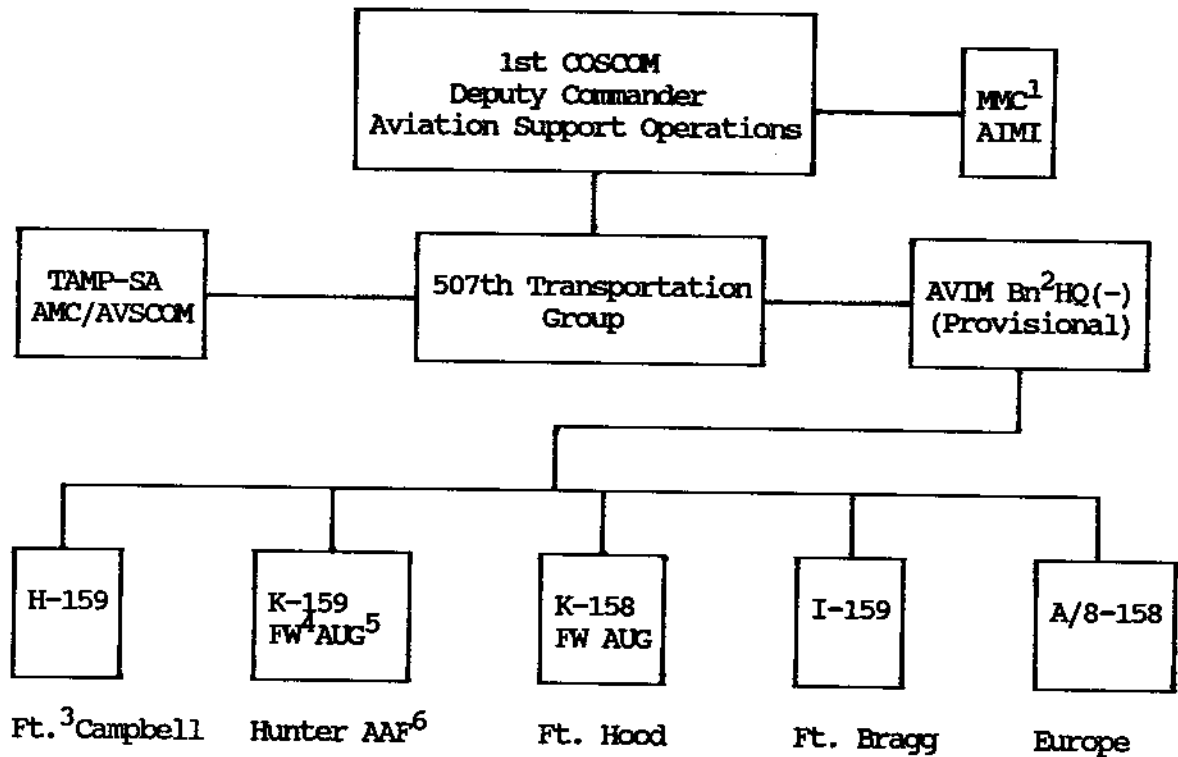 1st COSCOM
Deputy Commander
Aviation Support Operations
MMC¹
AIMI
TAMP-SA
AMC/AVSCOM
507th Transportation
Group
AVIM Bn²HQ(-)
(Provisional)
H-159
K-159
FW⁴AUG⁵
K-158
FW AUG
I-159
A/8-158
Ft.³Campbell
Hunter AAF⁶
Ft. Hood
Ft. Bragg
Europe